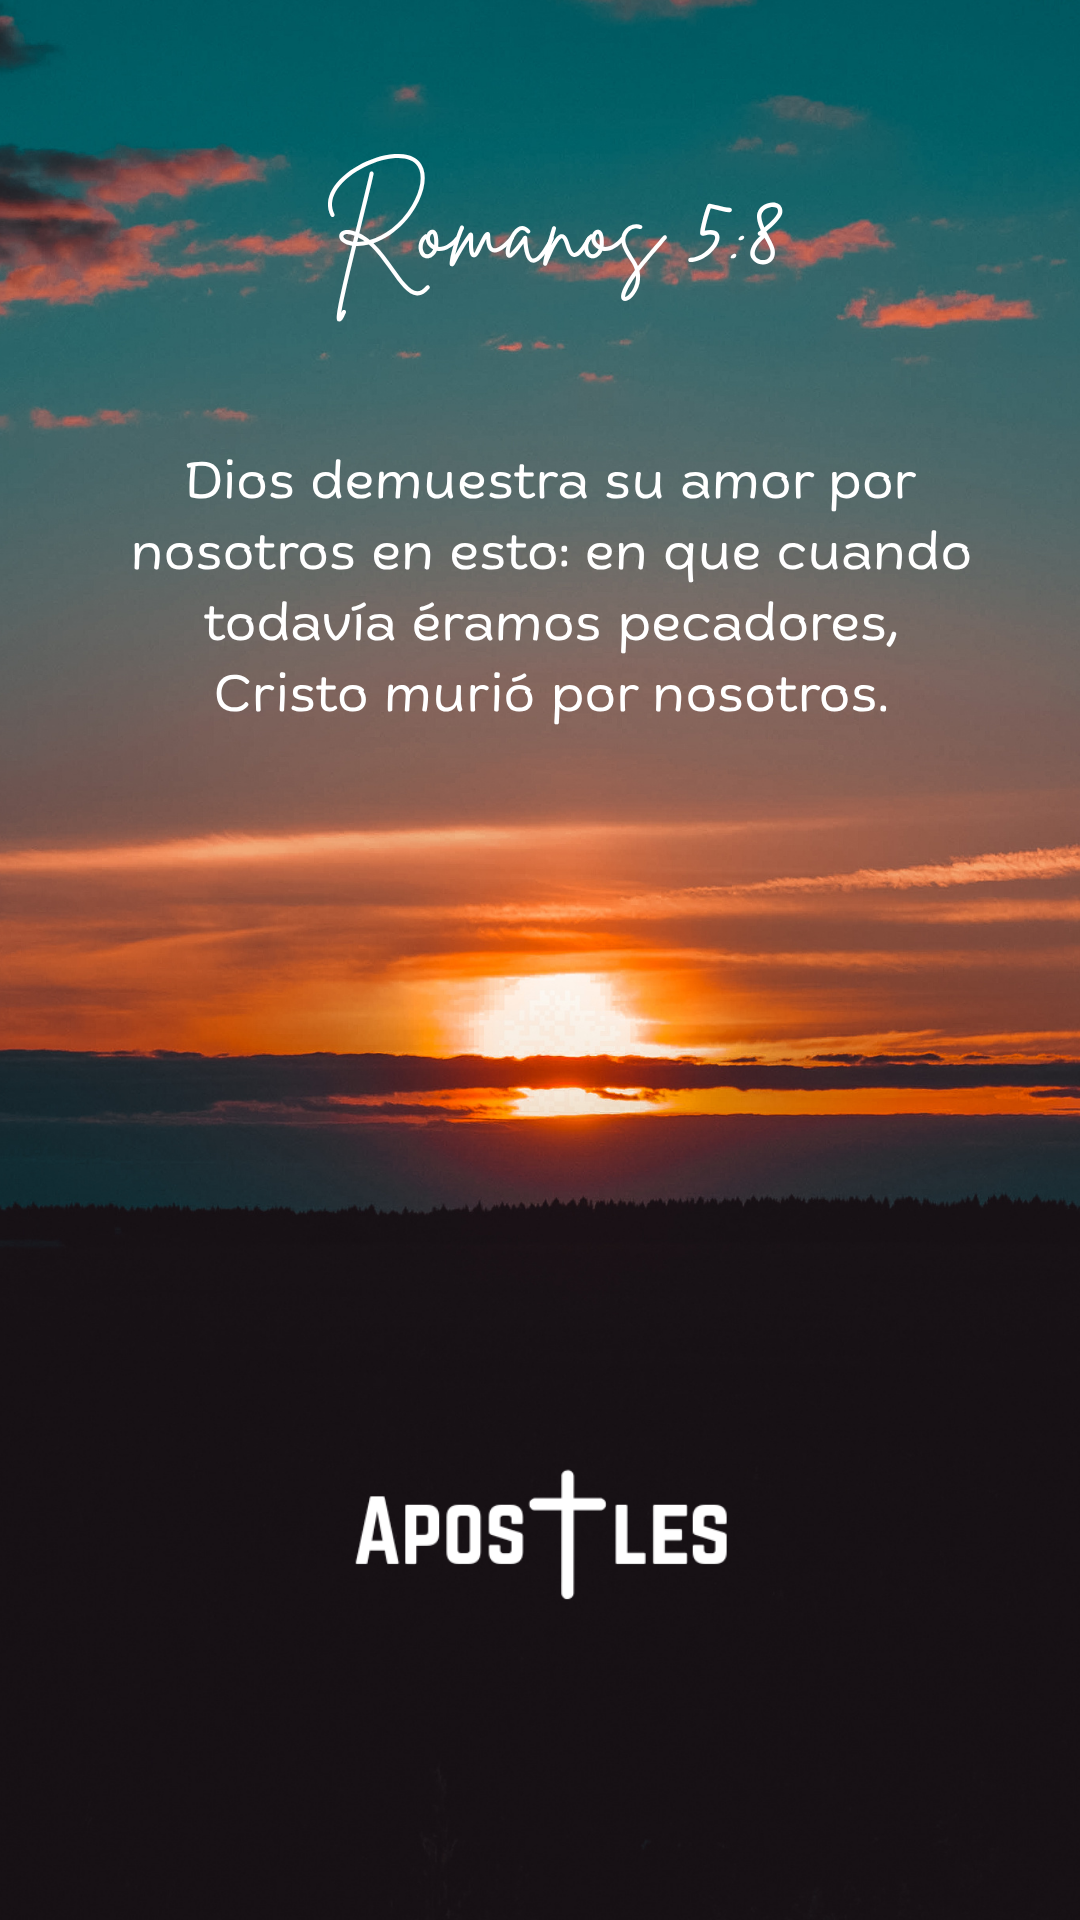 Romanos 5:8
Dios demuestra su amor por
nosotros en esto: en que cuando
todavía éramos pecadores,
Cristo murió por nosotros.
APOSTLES